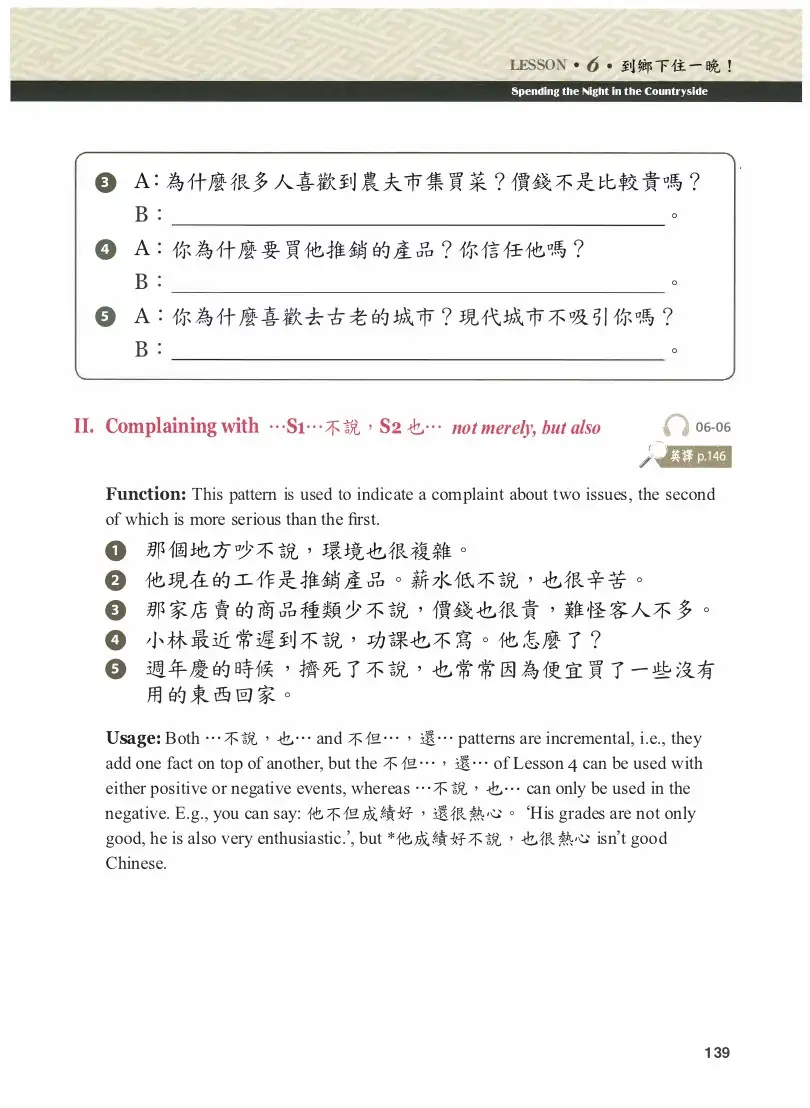 LESSON • 6 • 到鄉下住一晚！
Spending the Night in the Countryside
3 A：為什麼很多人喜歡到農夫市集買菜？價錢不是比較貴嗎？
B：＿＿＿＿＿＿＿＿＿＿＿＿＿＿＿＿＿＿＿＿。
4 A：你為什麼要買他推銷的產品？你信任他嗎？
B：＿＿＿＿＿＿＿＿＿＿＿＿＿＿＿＿＿＿＿＿。
5 A：你為什麼喜歡去古老的城市？現代城市不吸引你嗎？
B：＿＿＿＿＿＿＿＿＿＿＿＿＿＿＿＿＿＿＿＿。
II. Complaining with …S1…不說，S2 也… not merely, but also
06-06
英譯 p.146
Function: This pattern is used to indicate a complaint about two issues, the second
of which is more serious than the first.
1 那個地方吵不說，環境也很複雜。
2 他現在的工作是推銷產品。薪水低不說，也很辛苦。
3 那家店賣的商品種類少不說，價錢也很貴，難怪客人不多。
4 小林最近常遲到不說，功課也不寫。他怎麼了？
5 週年慶的時候，擠死了不說，也常常因為便宜買了一些沒有
用的東西回家。
Usage: Both …不說，也… and 不但…，還… patterns are incremental, i.e., they
add one fact on top of another, but the 不但…，還… of Lesson 4 can be used with
either positive or negative events, whereas …不說，也… can only be used in the
negative. E.g., you can say: 他不但成績好，還很熱心。 ‘His grades are not only
good, he is also very enthusiastic.’, but *他成績好不說，也很熱心 isn’t good
Chinese.
139